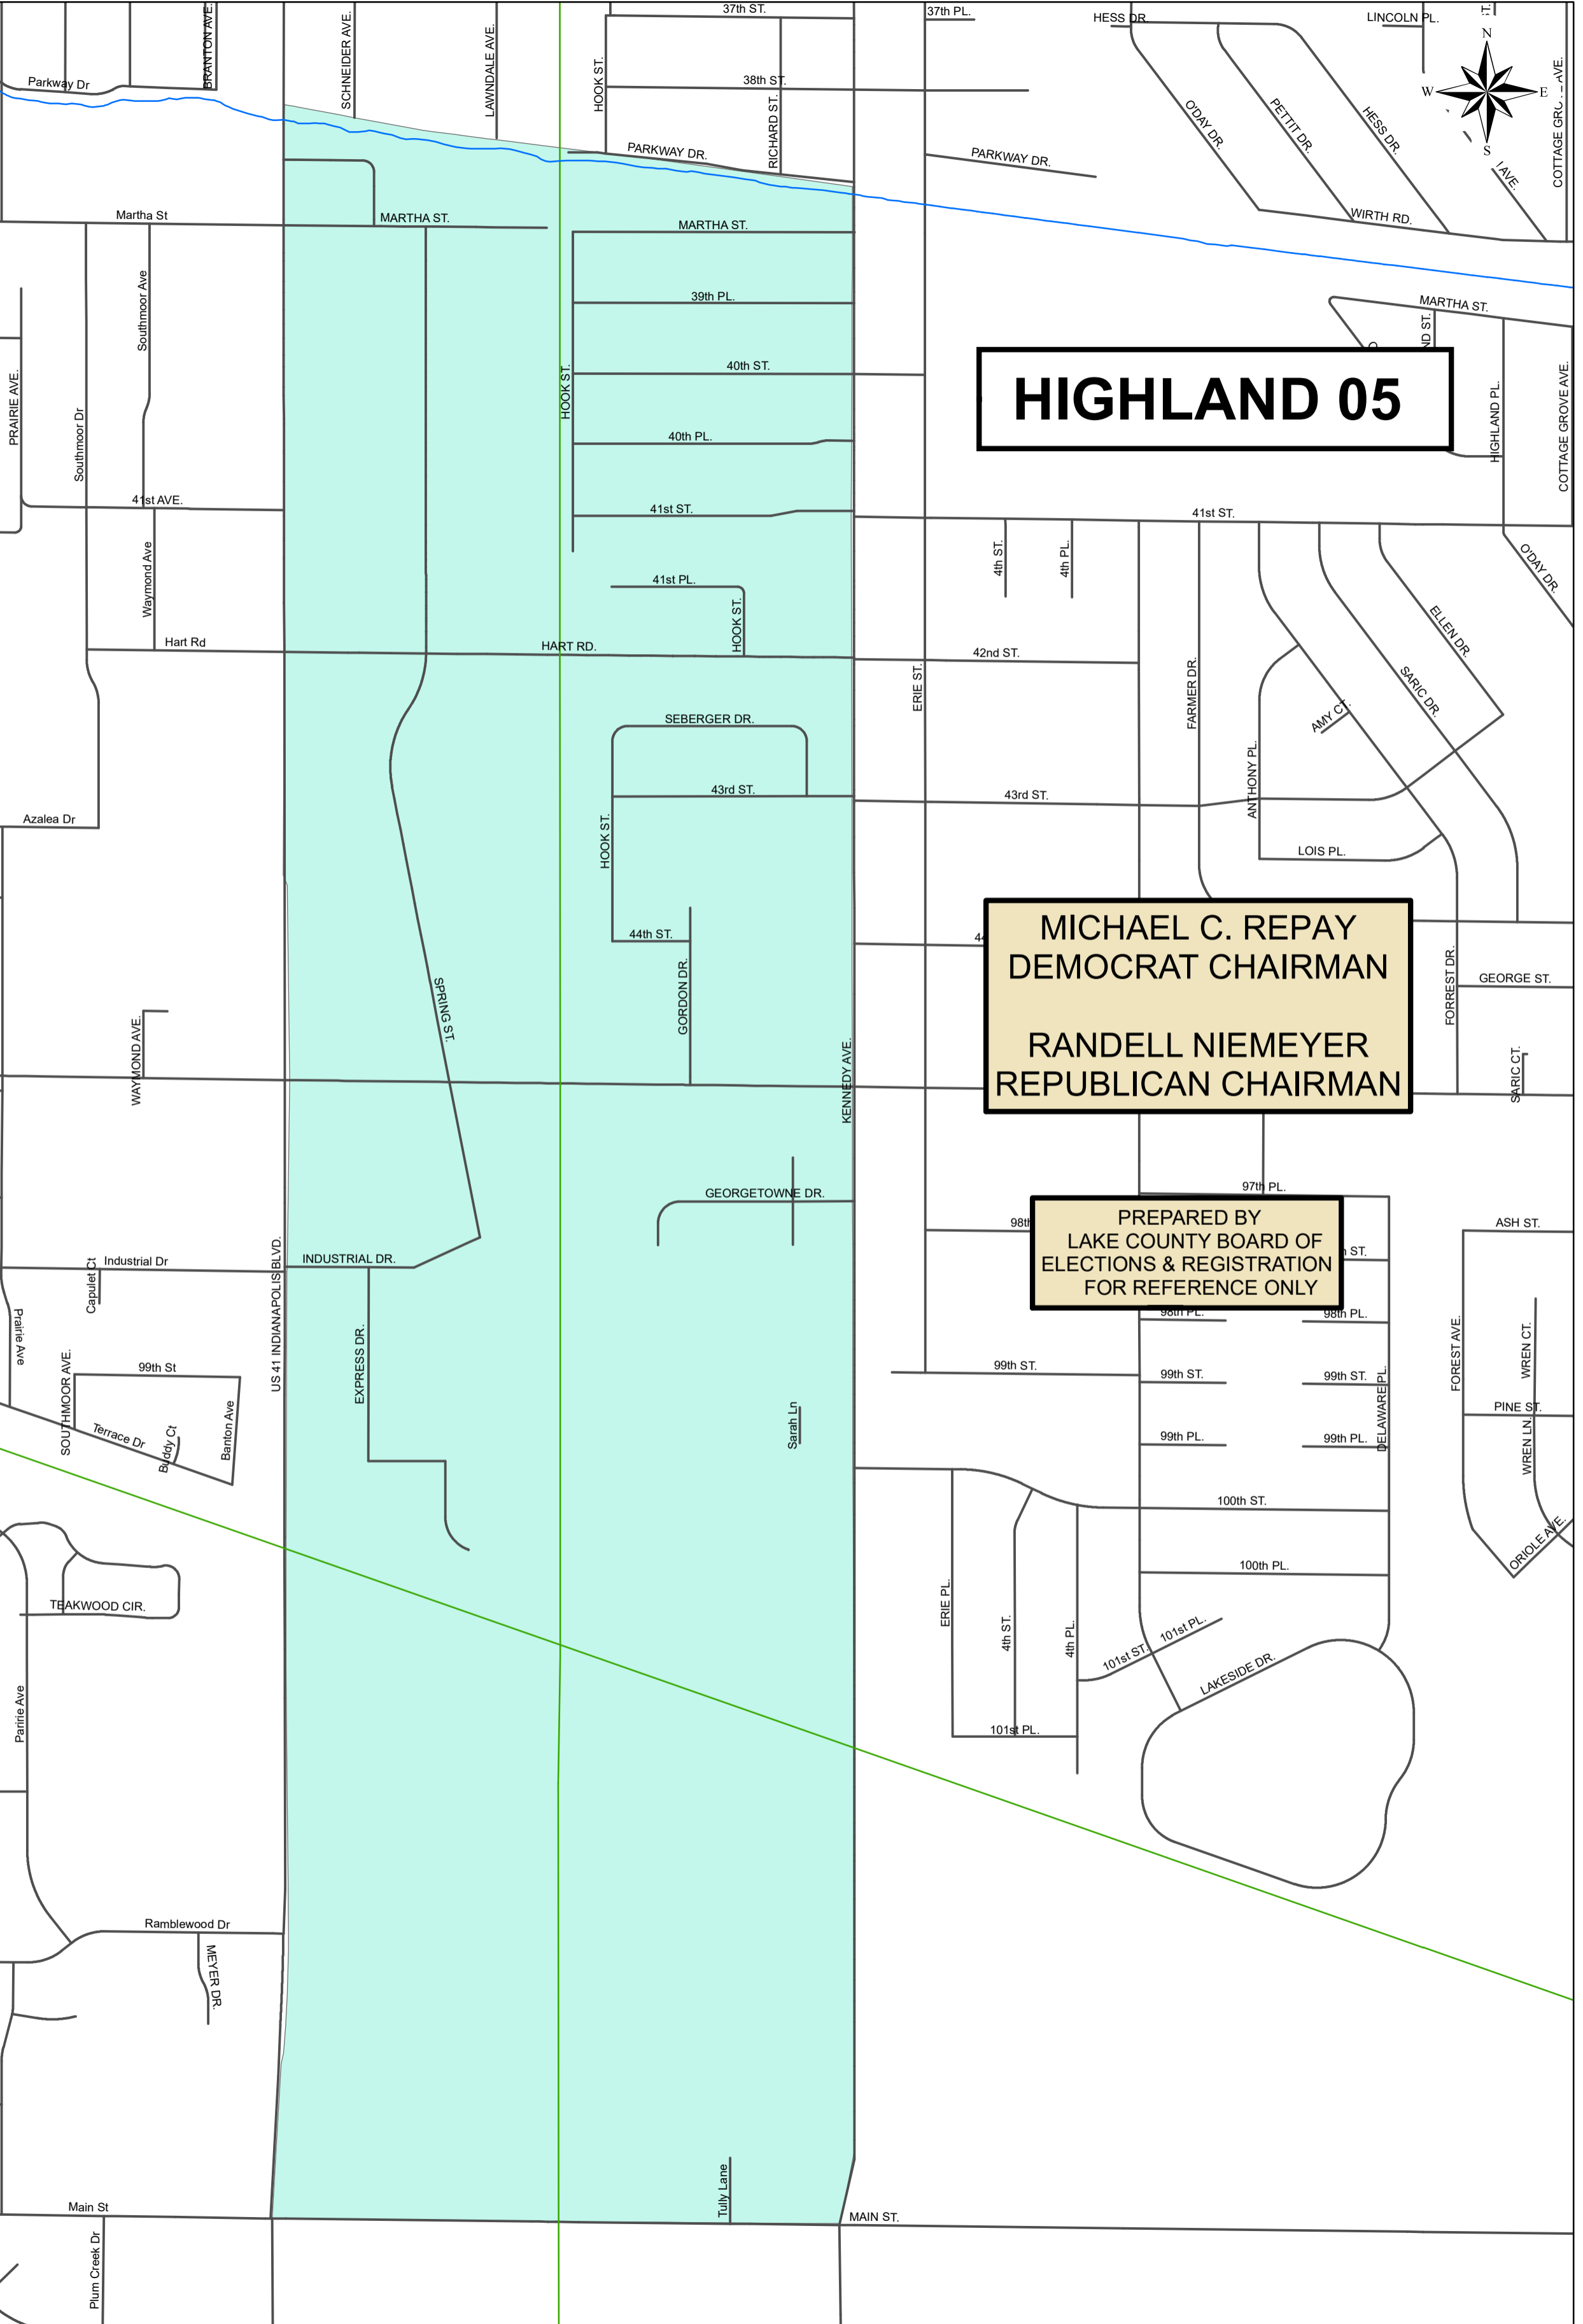 37th ST.
37th PL.
HESS DR.
LINCOLN PL.
BRANTON AVE.
SCHNEIDER AVE.
LAWNDALE AVE.
HOOK ST.
38th ST.
RICHARD ST.
Parkway Dr
N
W
E
S
O'DAY DR.
PETTIT DR.
HESS DR.
PARKWAY DR.
PARKWAY DR.
WIRTH RD.
Martha St
MARTHA ST.
MARTHA ST.
Southmoor Ave
39th PL.
MARTHA ST.
40th ST.
HIGHLAND 05
PRAIRIE AVE.
Southmoor Dr
HOOK ST.
40th PL.
HIGHLAND PL.
COTTAGE GROVE AVE.
41st AVE.
41st ST.
41st ST.
Waymond Ave
4th ST.
4th PL.
O'DAY DR.
41st PL.
HOOK ST.
ELLEN DR.
Hart Rd
HART RD.
42nd ST.
ERIE ST.
FARMER DR.
SARIC DR.
AMY CT.
SEBERGER DR.
43rd ST.
43rd ST.
ANTHONY PL.
Azalea Dr
HOOK ST.
LOIS PL.
44th ST.
MICHAEL C. REPAY
DEMOCRAT CHAIRMAN
RANDELL NIEMEYER
REPUBLICAN CHAIRMAN
SPRING ST.
GORDON DR.
FORREST DR.
GEORGE ST.
WAYMOND AVE.
KENNEDY AVE.
SARIC CT.
GEORGETOWNE DR.
97th PL.
98th
PREPARED BY
LAKE COUNTY BOARD OF
ELECTIONS & REGISTRATION
FOR REFERENCE ONLY
ST.
ASH ST.
Industrial Dr
INDUSTRIAL DR.
Capulet Ct
US 41 INDIANAPOLIS BLVD.
98th PL.
98th PL.
Prairie Ave
EXPRESS DR.
FOREST AVE.
WREN CT.
99th St
99th ST.
99th ST.
99th ST.
SOUTHMOOR AVE.
Terrace Dr
Buddy Ct
Banton Ave
Sarah Ln
DELAWARE PL.
PINE ST.
99th PL.
99th PL.
WREN LN.
100th ST.
ORIOLE AVE.
100th PL.
TEAKWOOD CIR.
ERIE PL.
4th ST.
4th PL.
101st ST.
101st PL.
LAKESIDE DR.
Paririe Ave
101st PL.
Ramblewood Dr
MEYER DR.
Tully Lane
Main St
MAIN ST.
Plum Creek Dr